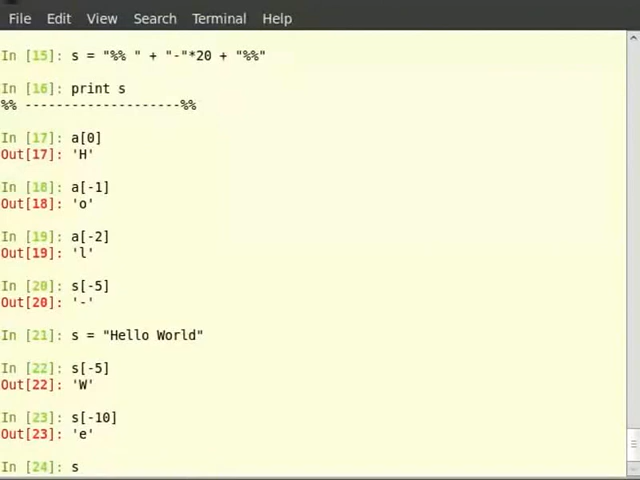 File Edit View Search Terminal Help
In [15]: s = "%% " + "-"*20 + "%%"
In [16]: print s
%% --------------------%%
In [17]: a[0]
Out[17]: 'H'
In [18]: a[-1]
Out[18]: 'o'
In [19]: a[-2]
Out[19]: 'l'
In [20]: s[-5]
Out[20]: '-'
In [21]: s = "Hello World"
In [22]: s[-5]
Out[22]: 'W'
In [23]: s[-10]
Out[23]: 'e'
In [24]: s